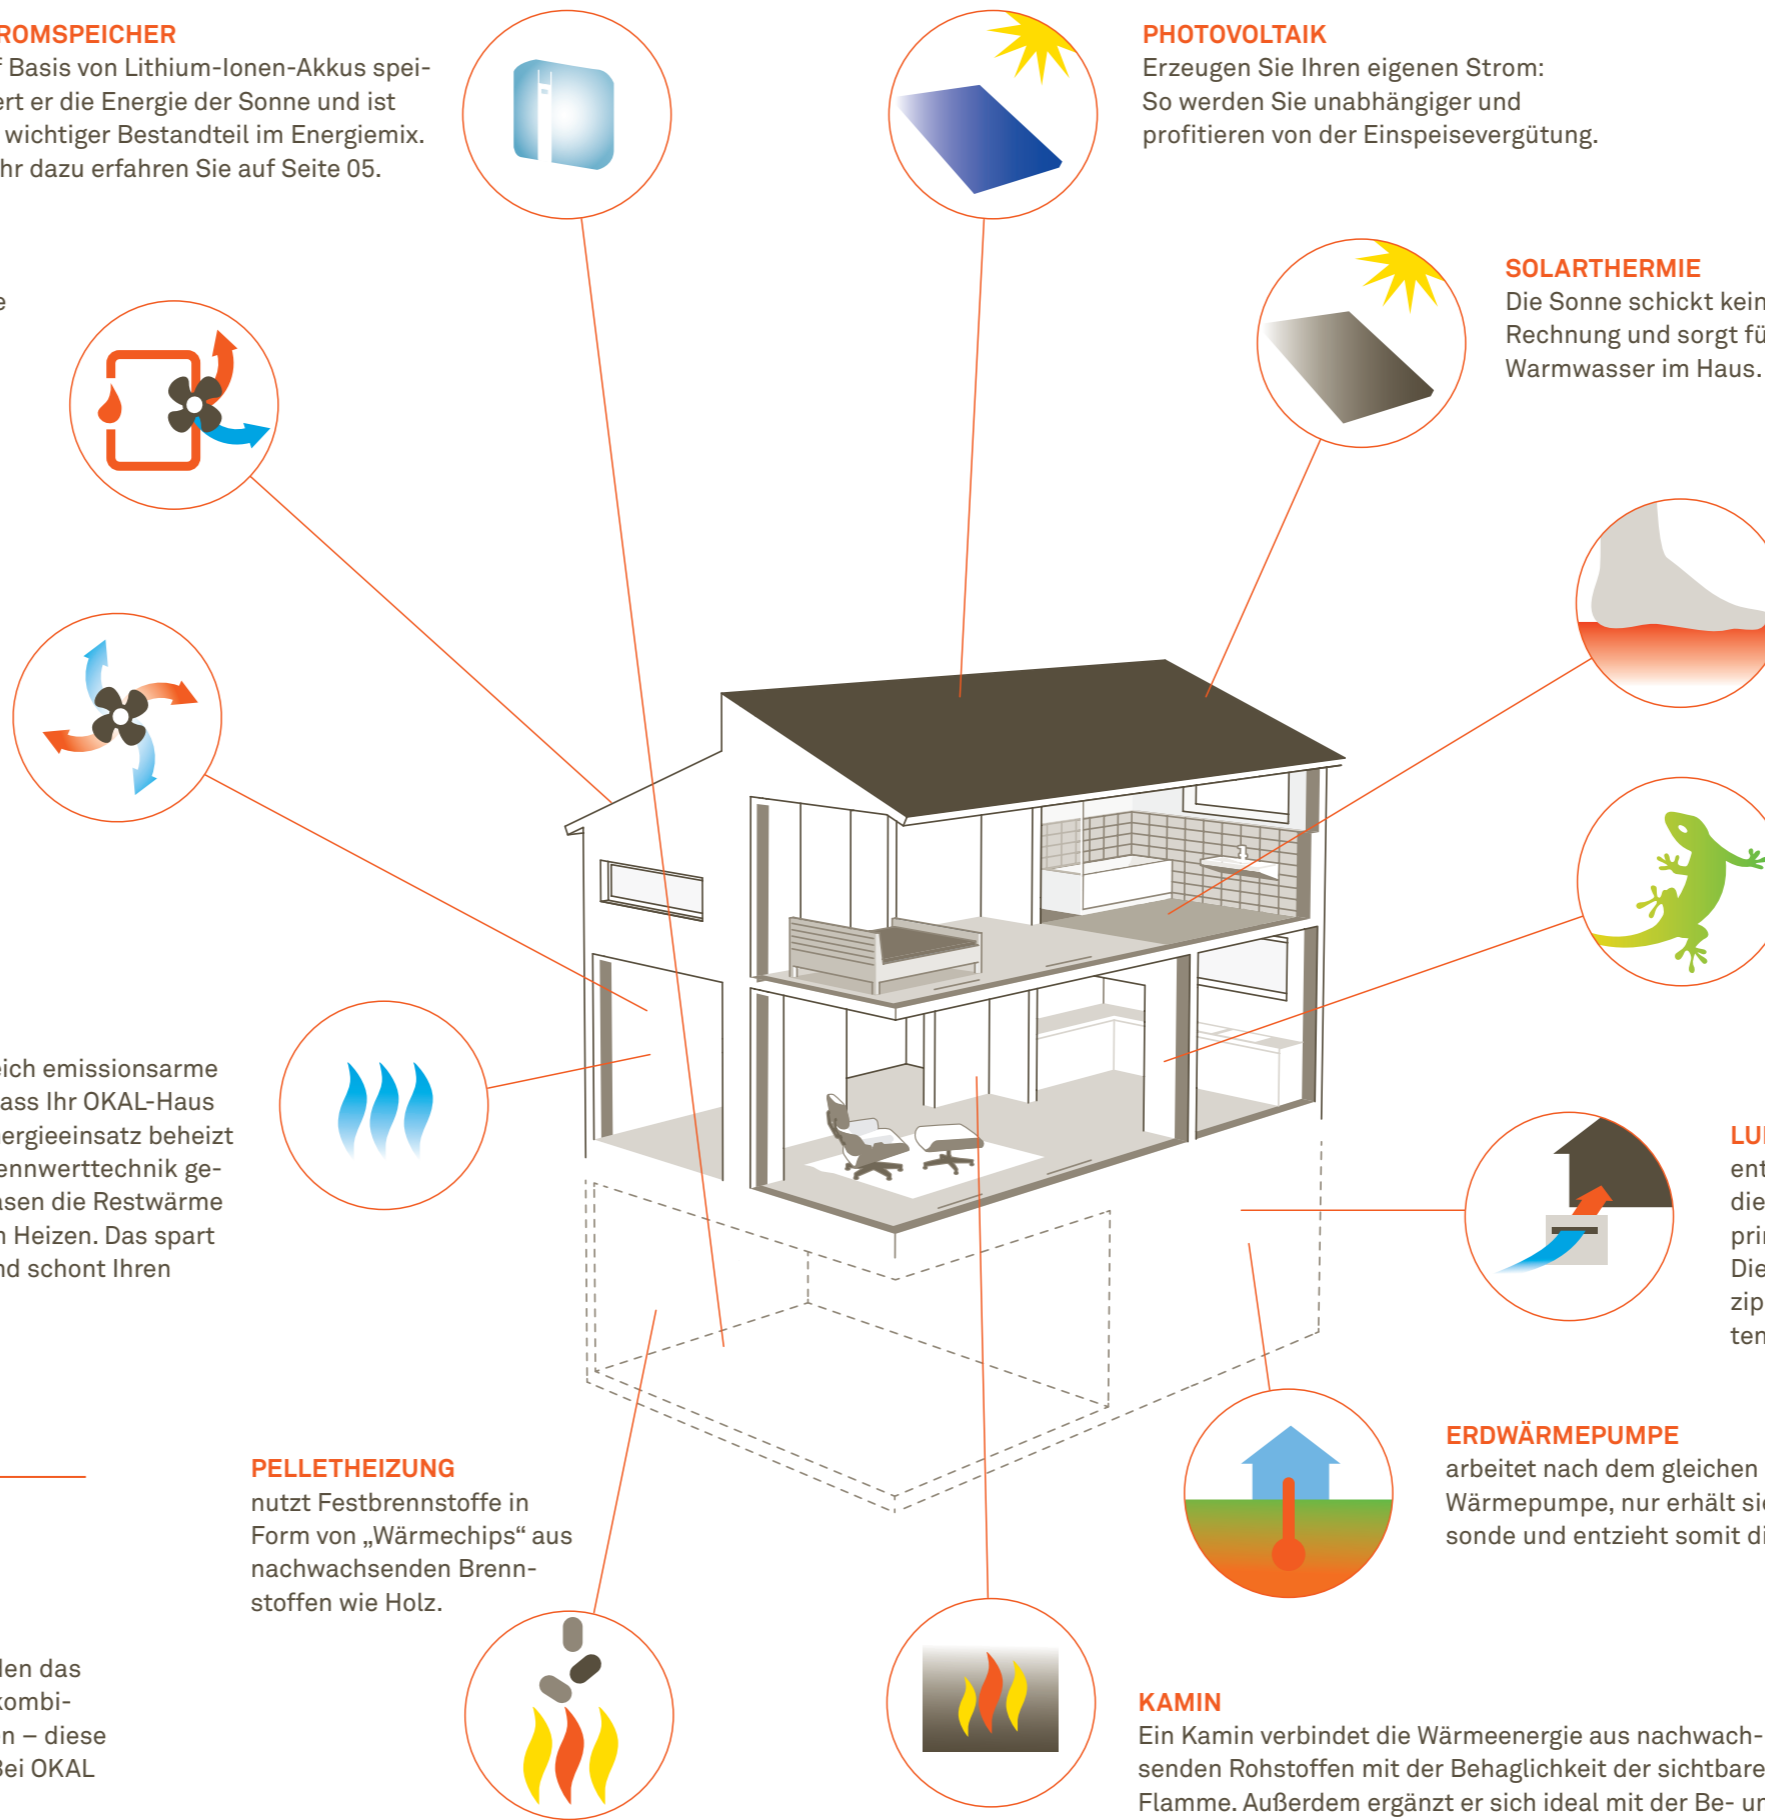 ROMSPEICHER
f Basis von Lithium-Ionen-Akkus spei-
ert er die Energie der Sonne und ist
wichtiger Bestandteil im Energiemix.
hr dazu erfahren Sie auf Seite 05.
PHOTOVOLTAIK
Erzeugen Sie Ihren eigenen Strom:
So werden Sie unabhängiger und
profitieren von der Einspeisevergütung.
e
SOLARTHERMIE
Die Sonne schickt kein
Rechnung und sorgt fü
Warmwasser im Haus.
eich emissionsarme
ass Ihr OKAL-Haus
nergieeinsatz beheizt
ennwerttechnik ge-
asen die Restwärme
n Heizen. Das spart
nd schont Ihren
LU
ent
die
prin
Die
zip
ten
ERDWÄRMEPUMPE
arbeitet nach dem gleichen
Wärmepumpe, nur erhält sie
sonde und entzieht somit di
PELLETHEIZUNG
nutzt Festbrennstoffe in
Form von „Wärmechips“ aus
nachwachsenden Brenn-
stoffen wie Holz.
den das
kombi-
n – diese
Bei OKAL
KAMIN
Ein Kamin verbindet die Wärmeenergie aus nachwach-
senden Rohstoffen mit der Behaglichkeit der sichtbare
Flamme. Außerdem ergänzt er sich ideal mit der Be- un